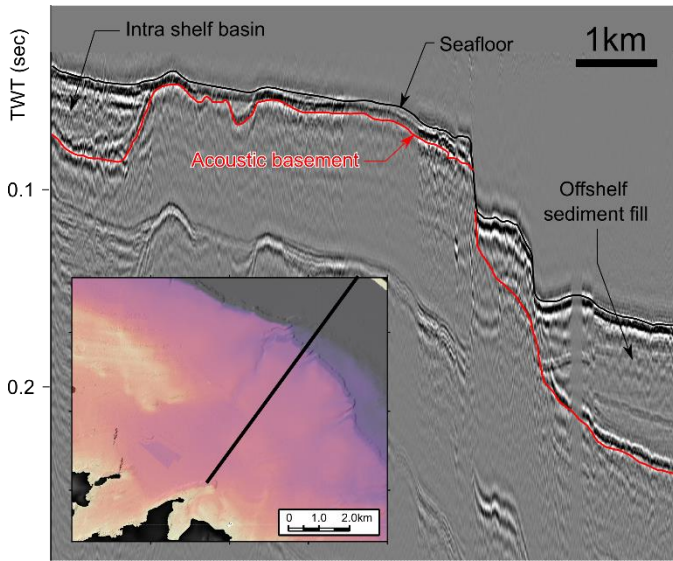 Intra shelf basin
Seafloor
1km
TWT (sec)
Acoustic basement
0.1
Offshelf
sediment fill
0.2
0 1.0 2.0km